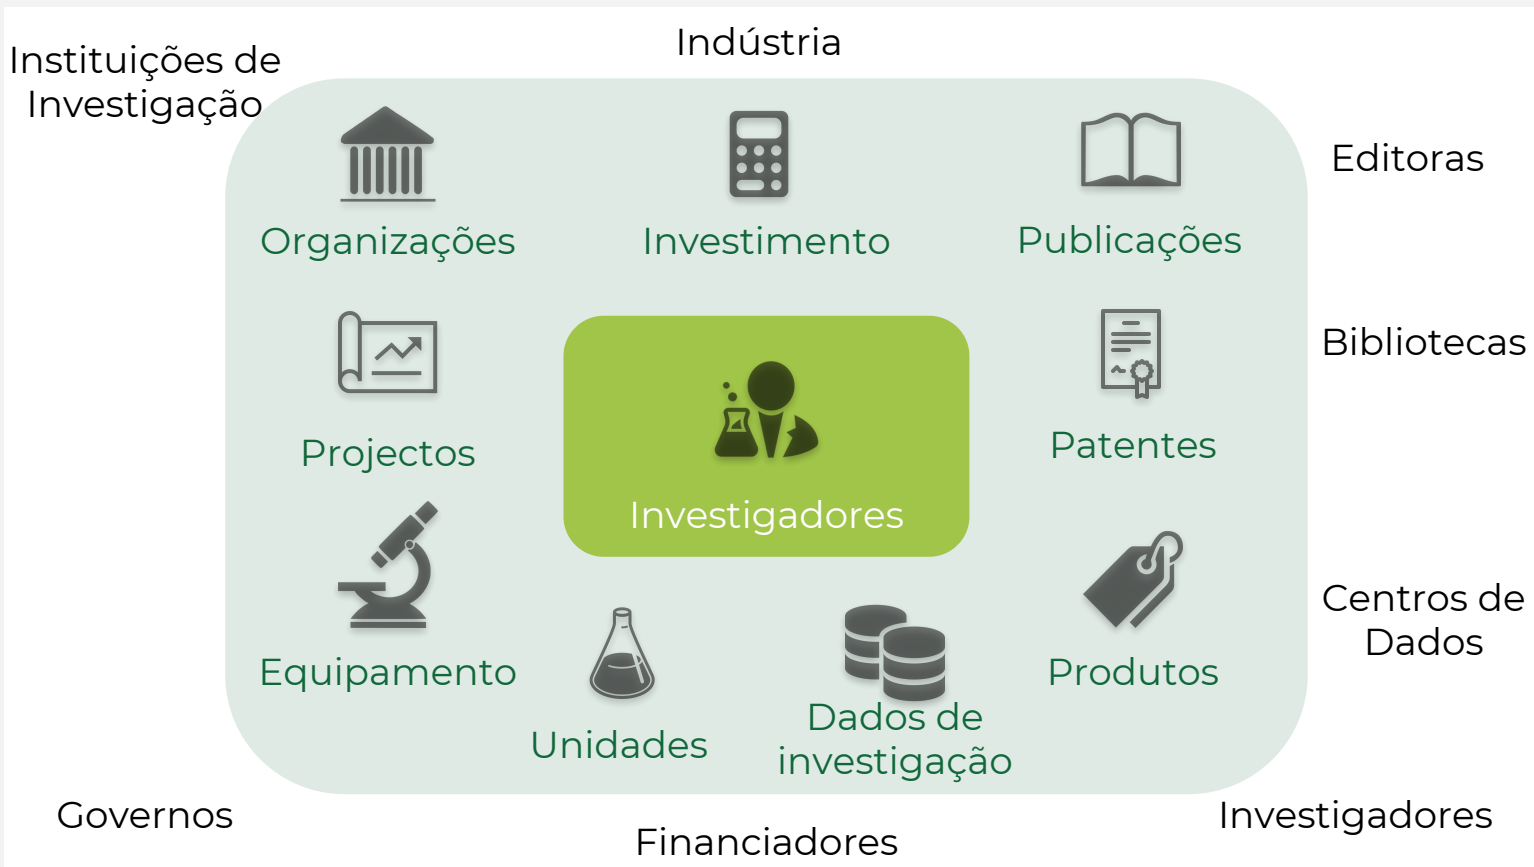 Indústria
Instituições de
Investigação
Editoras
Organizações
Investimento
Publicações
Bibliotecas
Projectos
Investigadores
Patentes
Centros de
Dados
Equipamento
Unidades
Dados de
investigação
Produtos
Governos
Financiadores
Investigadores